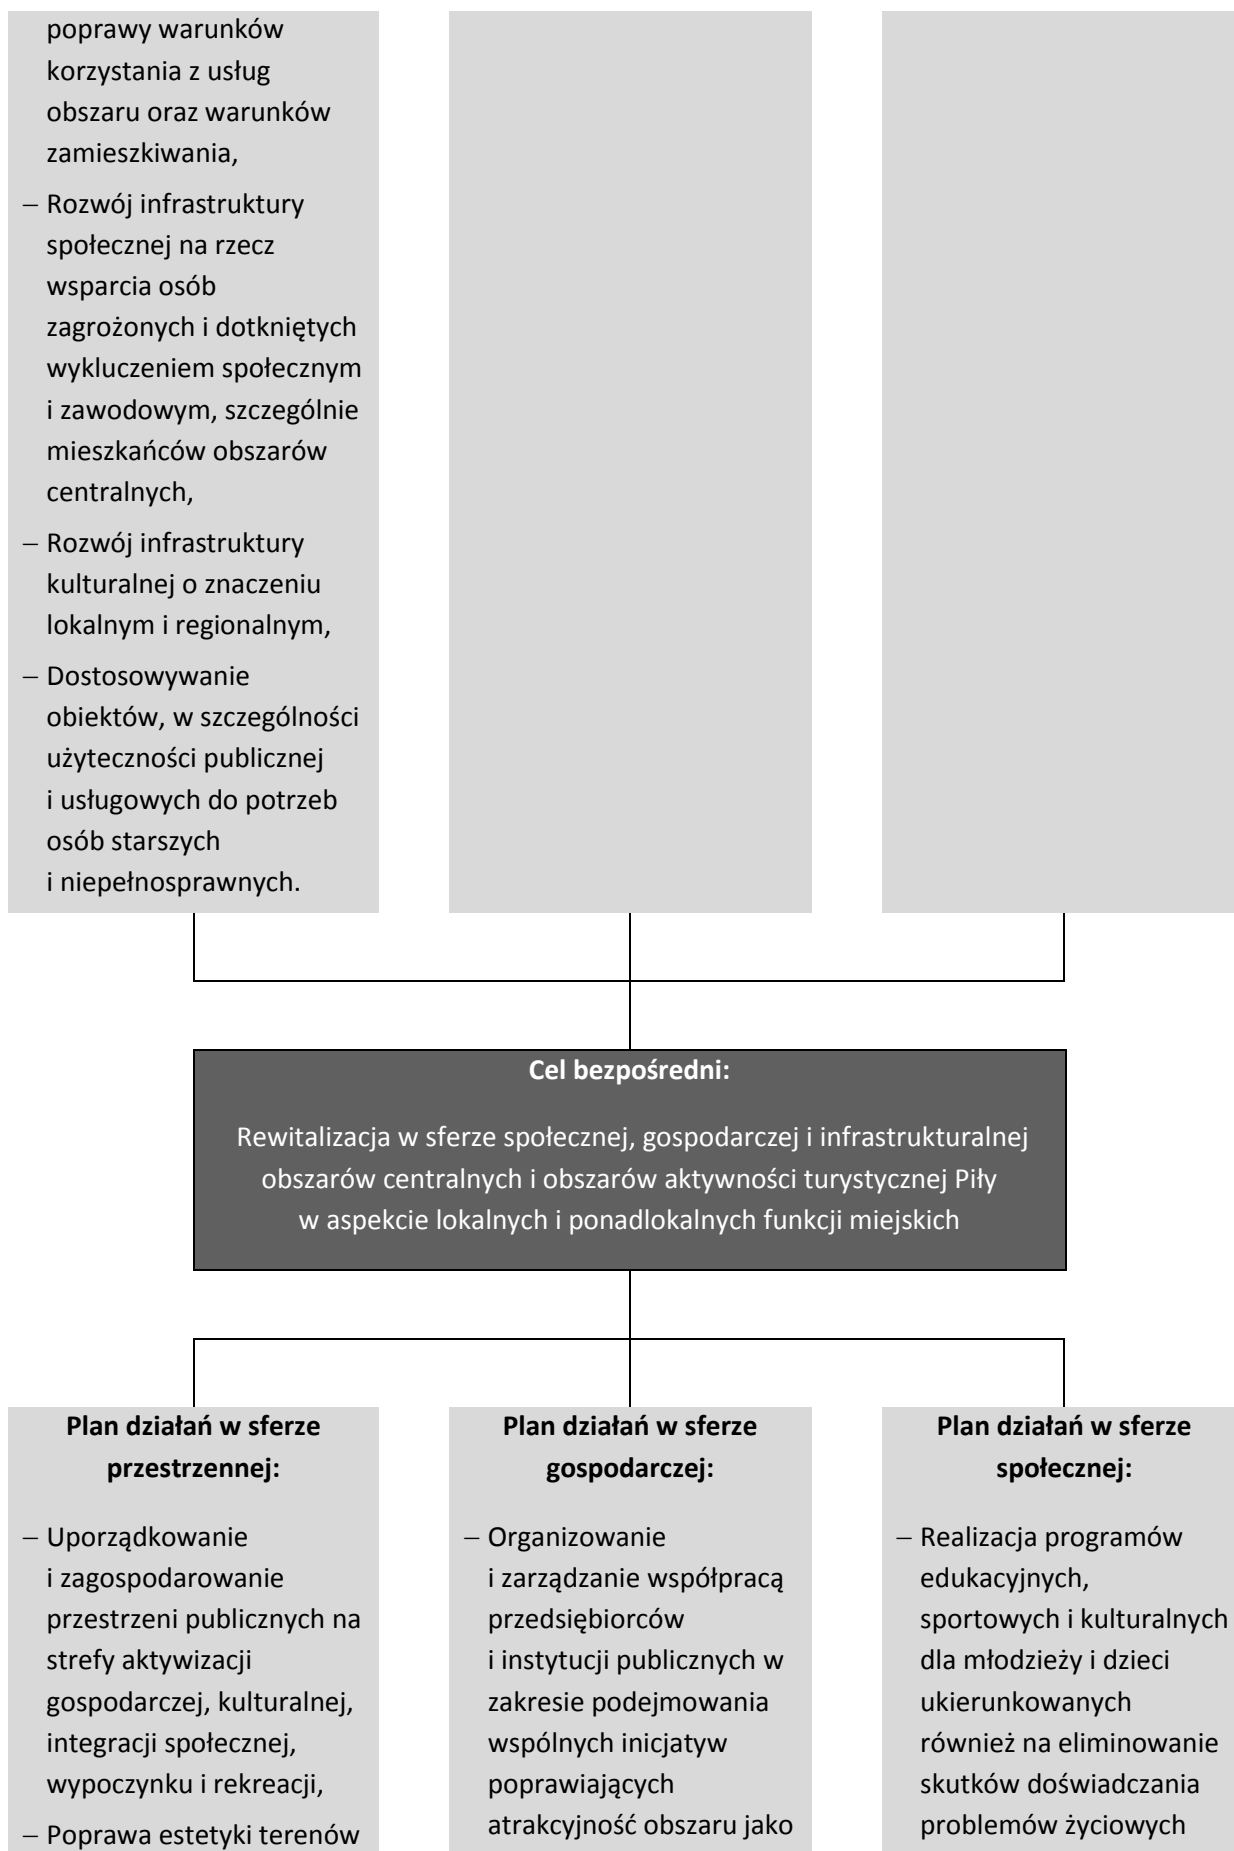 poprawy warunków
korzystania z usług
obszaru oraz warunków
zamieszkiwania,
– Rozwój infrastruktury
społecznej na rzecz
wsparcia osób
zagrożonych i dotkniętych
wykluczeniem społecznym
i zawodowym, szczególnie
mieszkańców obszarów
centralnych,
– Rozwój infrastruktury
kulturalnej o znaczeniu
lokalnym i regionalnym,
– Dostosowywanie
obiektów, w szczególności
użyteczności publicznej
i usługowych do potrzeb
osób starszych
i niepełnosprawnych.
Cel bezpośredni:
Rewitalizacja w sferze społecznej, gospodarczej i infrastrukturalnej
obszarów centralnych i obszarów aktywności turystycznej Piły
w aspekcie lokalnych i ponadlokalnych funkcji miejskich
Plan działań w sferze
przestrzennej:
– Uporządkowanie
i zagospodarowanie
przestrzeni publicznych na
strefy aktywizacji
gospodarczej, kulturalnej,
integracji społecznej,
wypoczynku i rekreacji,
– Poprawa estetyki terenów
Plan działań w sferze
gospodarczej:
– Organizowanie
i zarządzanie współpracą
przedsiębiorców
i instytucji publicznych w
zakresie podejmowania
wspólnych inicjatyw
poprawiających
atrakcyjność obszaru jako
Plan działań w sferze
społecznej:
– Realizacja programów
edukacyjnych,
sportowych i kulturalnych
dla młodzieży i dzieci
ukierunkowanych
również na eliminowanie
skutków doświadczania
problemów życiowych